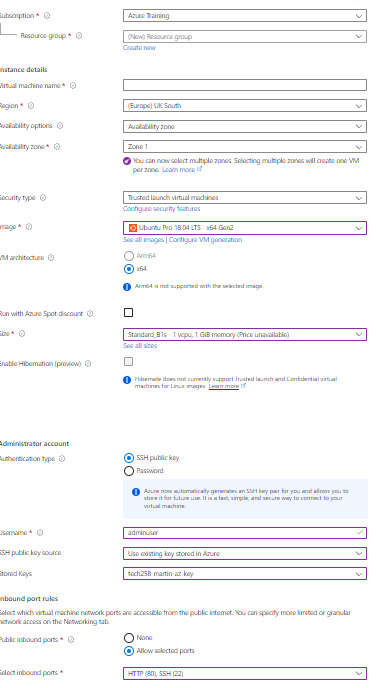 Subscription *
Azure Training
Resource group *
(New) Resource group
Create new
Instance details
Virtual machine name *
Region *
(Europe) UK South
Availability options
Availability zone
Availability zone *
Zone 1
You can now select multiple zones. Selecting multiple zones will create one VM
per zone. Learn more
Security type
Trusted launch virtual machines
Configure security features
Image *
Ubuntu Pro 18.04 LTS - x64 Gen2
See all images | Configure VM generation
VM architecture
Arm64
x64
Arm64 is not supported with the selected image.
Run with Azure Spot discount
Size *
Standard_B1s - 1 vcpu, 1 GiB memory (Price unavailable)
See all sizes
Enable Hibernation (preview)
Hibernate does not currently support Trusted launch and Confidential virtual
machines for Linux images. Learn more
Administrator account
Authentication type
SSH public key
Password
Azure now automatically generates an SSH key pair for you and allows you to
store it for future use. It is a fast, simple, and secure way to connect to your
virtual machine.
Username *
adminuser
SSH public key source
Use existing key stored in Azure
Stored Keys
tech258-martin-az-key
Inbound port rules
Select which virtual machine network ports are accessible from the public internet. You can specify more limited or granular
network access on the Networking tab.
Public inbound ports *
None
Allow selected ports
Select inbound ports *
HTTP (80), SSH (22)